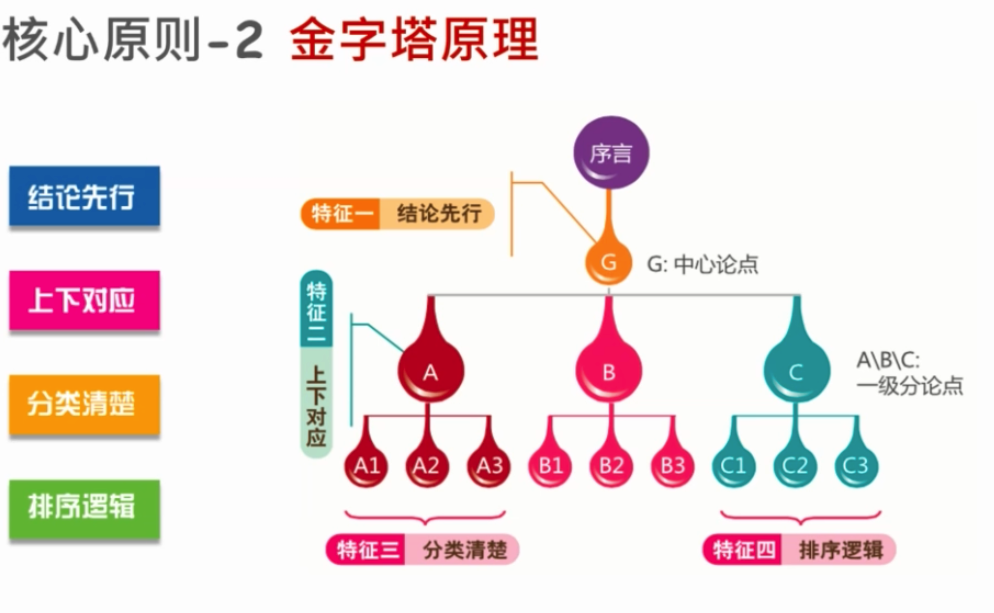 核心原则-2 金字塔原理
结论先行
上下对应
分类清楚
排序逻辑
序言
特征一 结论先行
G
G: 中心论点
特征二 上下对应
A
B
C
A\B\C:
一级分论点
A1 A2 A3 B1 B2 B3 C1 C2 C3
特征三 分类清楚
特征四 排序逻辑